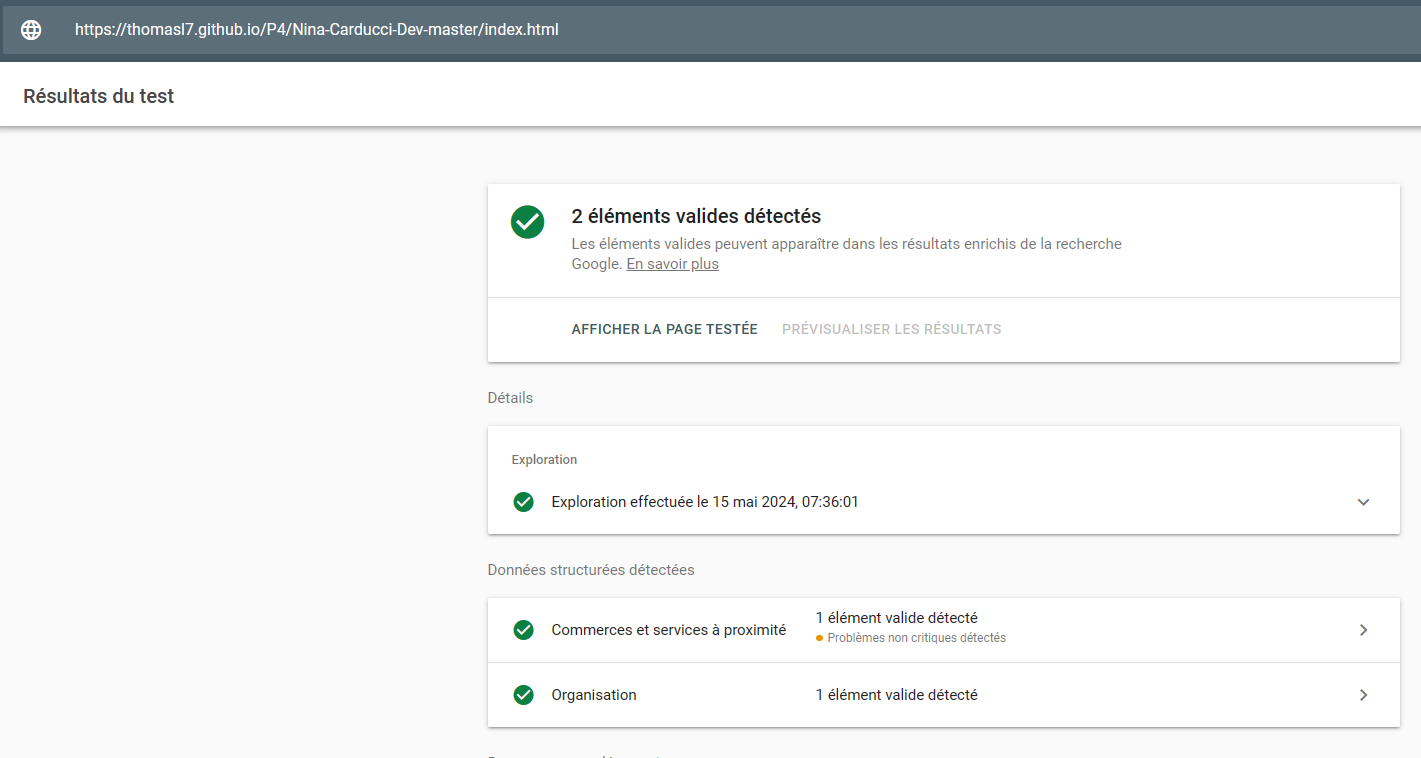 https://thomasl7.github.io/P4/Nina-Carducci-Dev-master/index.html
Résultats du test
2 éléments valides détectés
Les éléments valides peuvent apparaître dans les résultats enrichis de la recherche
Google. En savoir plus
AFFICHER LA PAGE TESTÉE PRÉVISUALISER LES RÉSULTATS
Détails
Exploration
Exploration effectuée le 15 mai 2024, 07:36:01
Données structurées détectées
Commerces et services à proximité
1 élément valide détecté
Problèmes non critiques détectés
Organisation
1 élément valide détecté